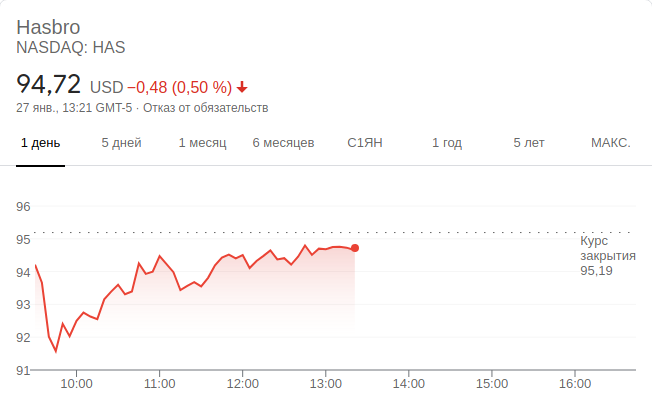 Hasbro
NASDAQ: HAS
94,72 USD −0,48 (0,50 %)
27 янв., 13:21 GMT-5 · Отказ от обязательств
1 день 5 дней 1 месяц 6 месяцев С1ЯН 1 год 5 лет МАКС.
96
95
94
93
92
91
Курс
закрытия
95,19
10:00 11:00 12:00 13:00 14:00 15:00 16:00